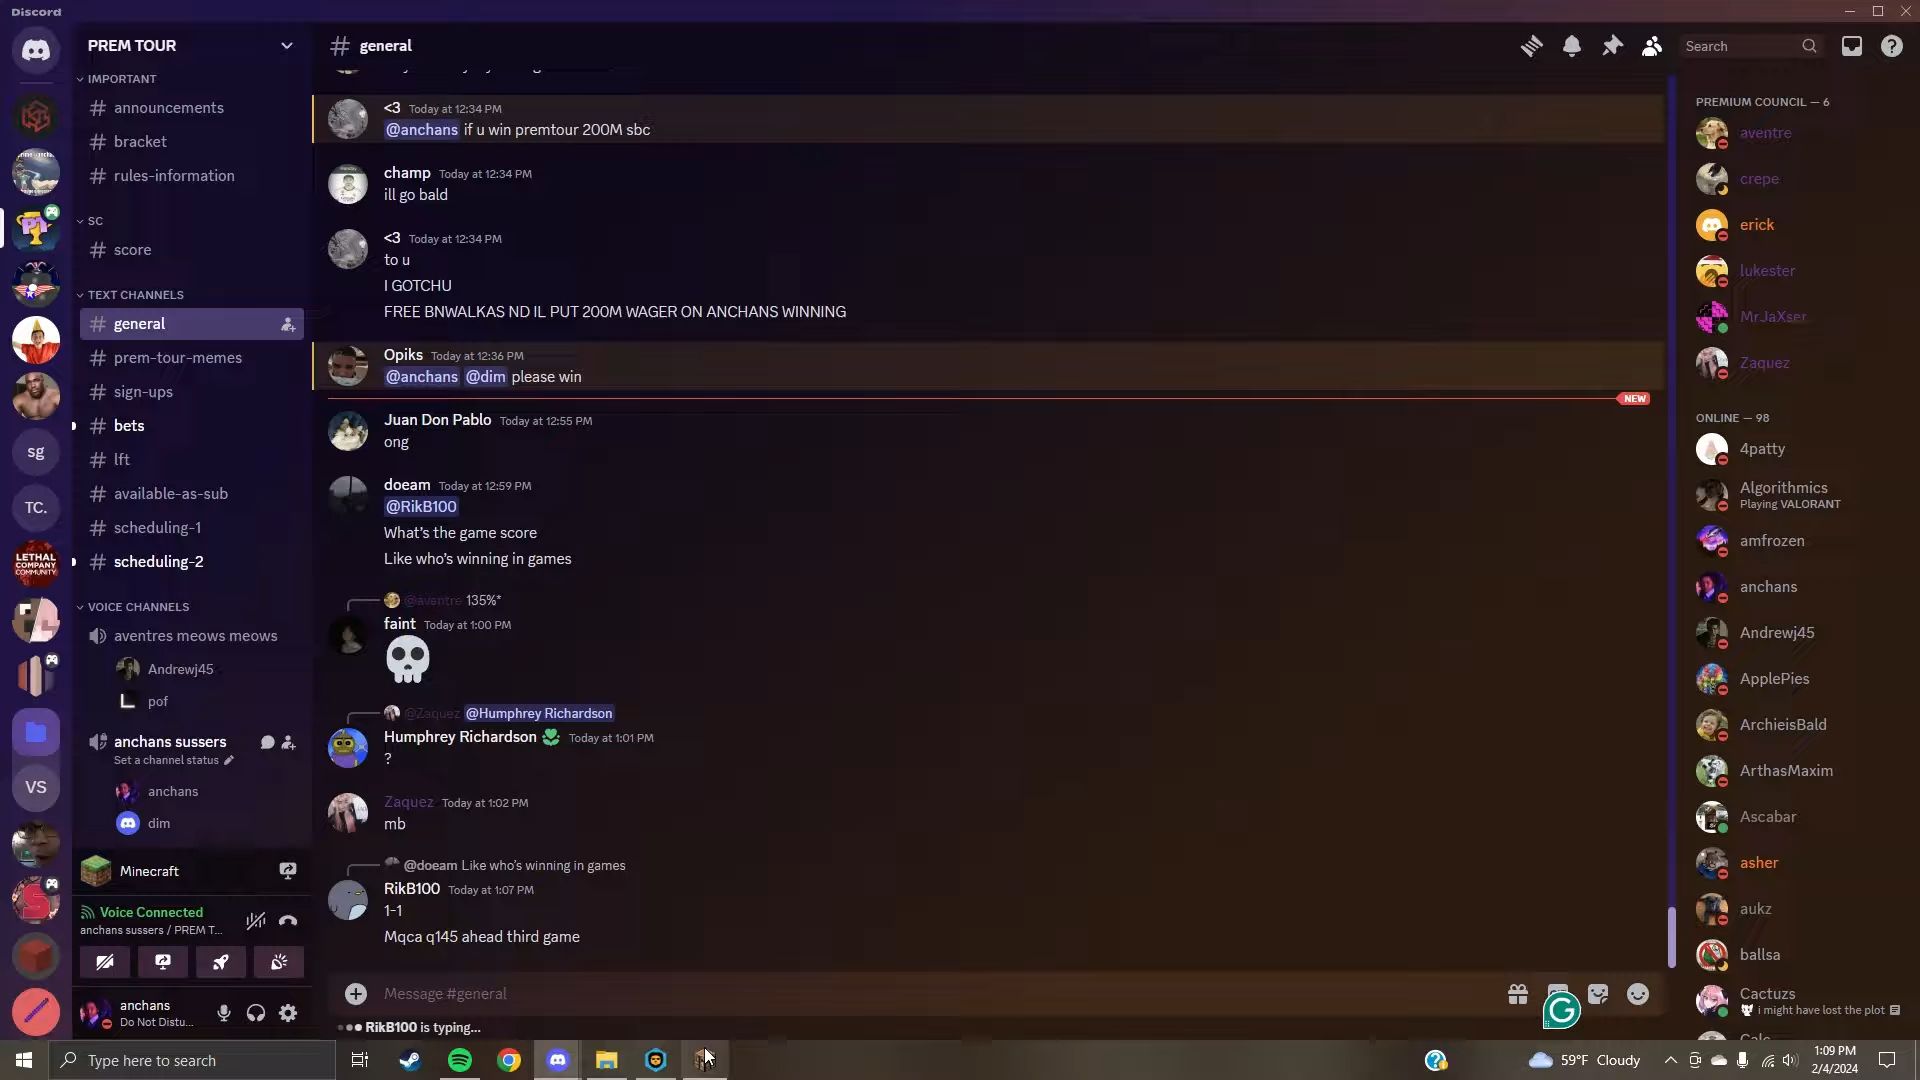 Discord
PREM TOUR
IMPORTANT
announcements
bracket
rules-information
SC
score
TEXT CHANNELS
general
prem-tour-memes
sign-ups
bets
lft
available-as-sub
scheduling-1
scheduling-2
VOICE CHANNELS
aventres meows meows
Andrewj45
pof
anchans sussers
Set a channel status
anchans
dim
Minecraft
Voice Connected
anchans sussers / PREM T...
anchans
Do Not Distu...
sg
TC.
LETHAL
COMPANY
COMMUNITY
VS
general
Search
<3 Today at 12:34 PM
@anchans if u win premtour 200M sbc
champ Today at 12:34 PM
ill go bald
<3 Today at 12:34 PM
to u
I GOTCHU
FREE BNWALKAS ND IL PUT 200M WAGER ON ANCHANS WINNING
Opiks Today at 12:36 PM
@anchans @dim please win
NEW
Juan Don Pablo Today at 12:55 PM
ong
doeam Today at 12:59 PM
@RikB100
What's the game score
Like who's winning in games
@aventre 135%*
faint Today at 1:00 PM
@Zaquez @Humphrey Richardson
Humphrey Richardson Today at 1:01 PM
?
Zaquez Today at 1:02 PM
mb
@doeam Like who's winning in games
RikB100 Today at 1:07 PM
1-1
Mqca q145 ahead third game
Message #general
RikB100 is typing...
PREMIUM COUNCIL — 6
aventre
crepe
erick
lukester
MrJaXser
Zaquez
ONLINE — 98
4patty
Algorithmics
Playing VALORANT
amfrozen
anchans
Andrewj45
ApplePies
ArchieisBald
ArthasMaxim
Ascabar
asher
aukz
ballsa
Cactuzs
i might have lost the plot
Type here to search
59°F Cloudy
1:09 PM
2/4/2024